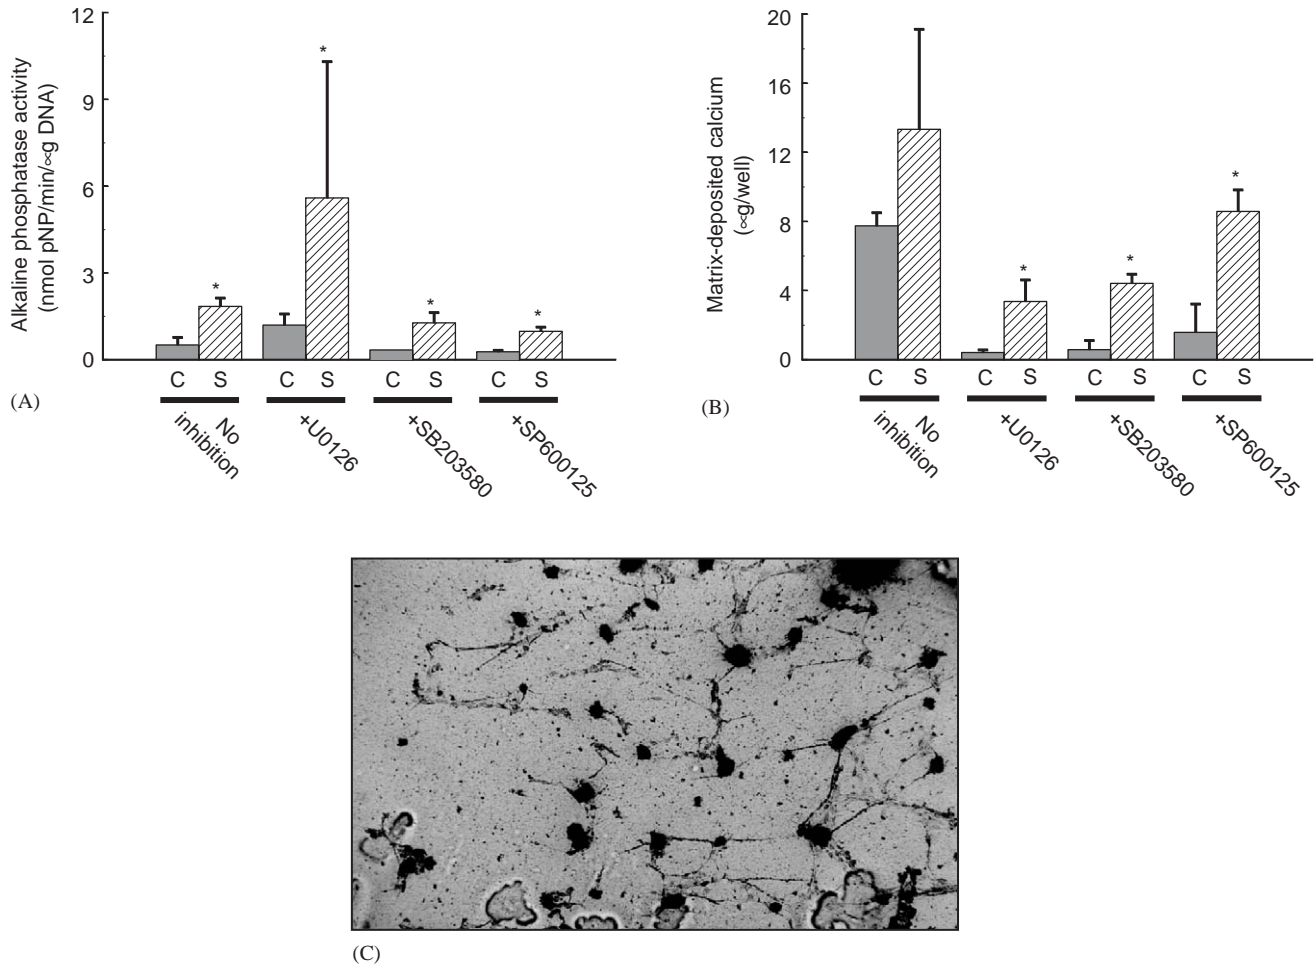 12
9
6
3
0
Alkaline phosphatase activity
(nmol pNP/min/∝g DNA)
*
*
*
*
C S C S C S C S
No
inhibition
+U0126
+SB203580
+SP600125
(A)
20
16
12
8
4
0
Matrix-deposited calcium
(∝g/well)
*
*
*
C S C S C S C S
No
inhibition
+U0126
+SB203580
+SP600125
(B)
(C)